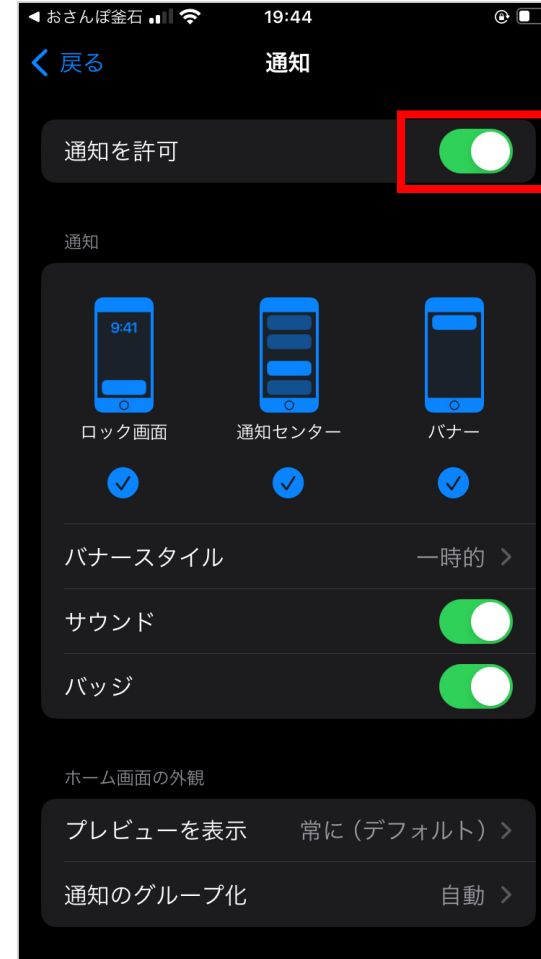 ◀ おさんぽ釜石 19:44
戻る 通知
通知を許可
通知
9:41
ロック画面 通知センター バナー
バナースタイル 一時的
サウンド
バッジ
ホーム画面の外観
プレビューを表示 常に（デフォルト）
通知のグループ化 自動